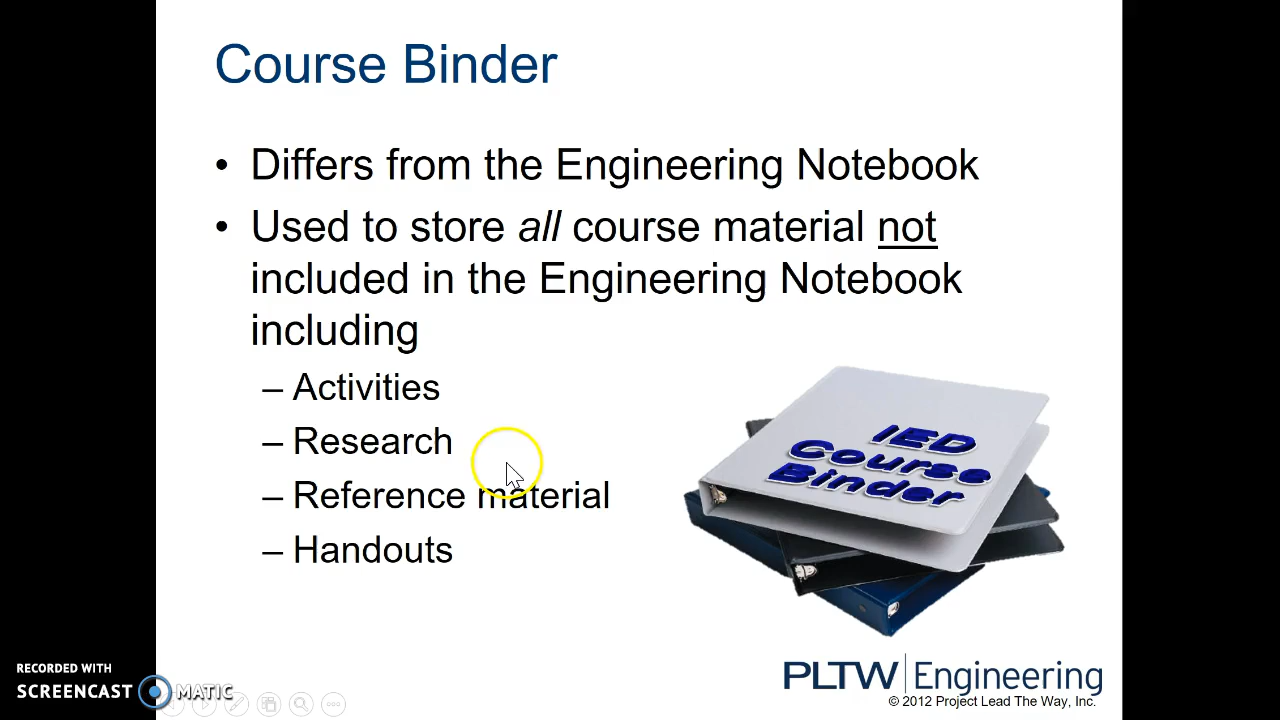 Course Binder
• Differs from the Engineering Notebook
• Used to store all course material not
included in the Engineering Notebook
including
– Activities
– Research
– Reference material
– Handouts
IED
Course
Binder
PLTW Engineering
© 2012 Project Lead The Way, Inc.
RECORDED WITH
SCREENCAST MATIC